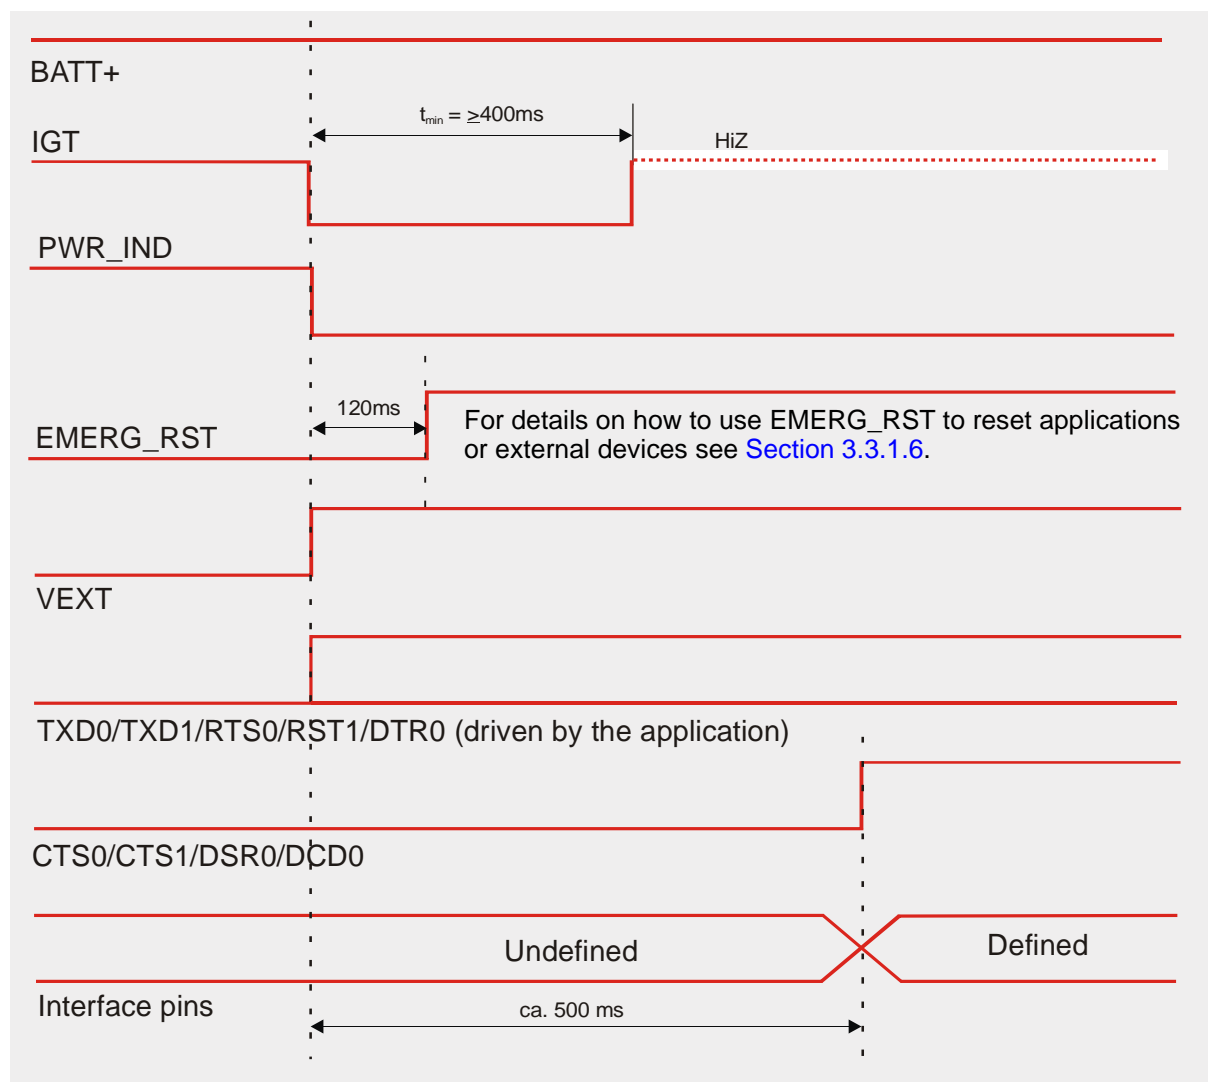 BATT+
t_min = ≥400ms
IGT
HiZ
PWR_IND
120ms
For details on how to use EMERG_RST to reset applications
EMERG_RST
or external devices see Section 3.3.1.6.
VEXT
TXD0/TXD1/RTS0/RST1/DTR0 (driven by the application)
CTS0/CTS1/DSR0/DCD0
Undefined
Defined
Interface pins
ca. 500 ms